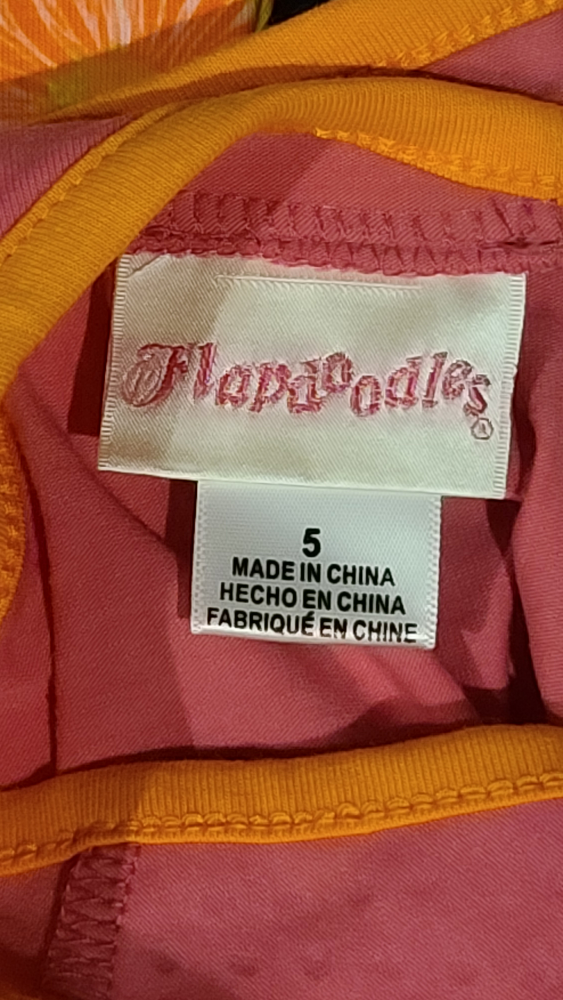 Flapdoodles®
5
MADE IN CHINA
HECHO EN CHINA
FABRIQUÉ EN CHINE